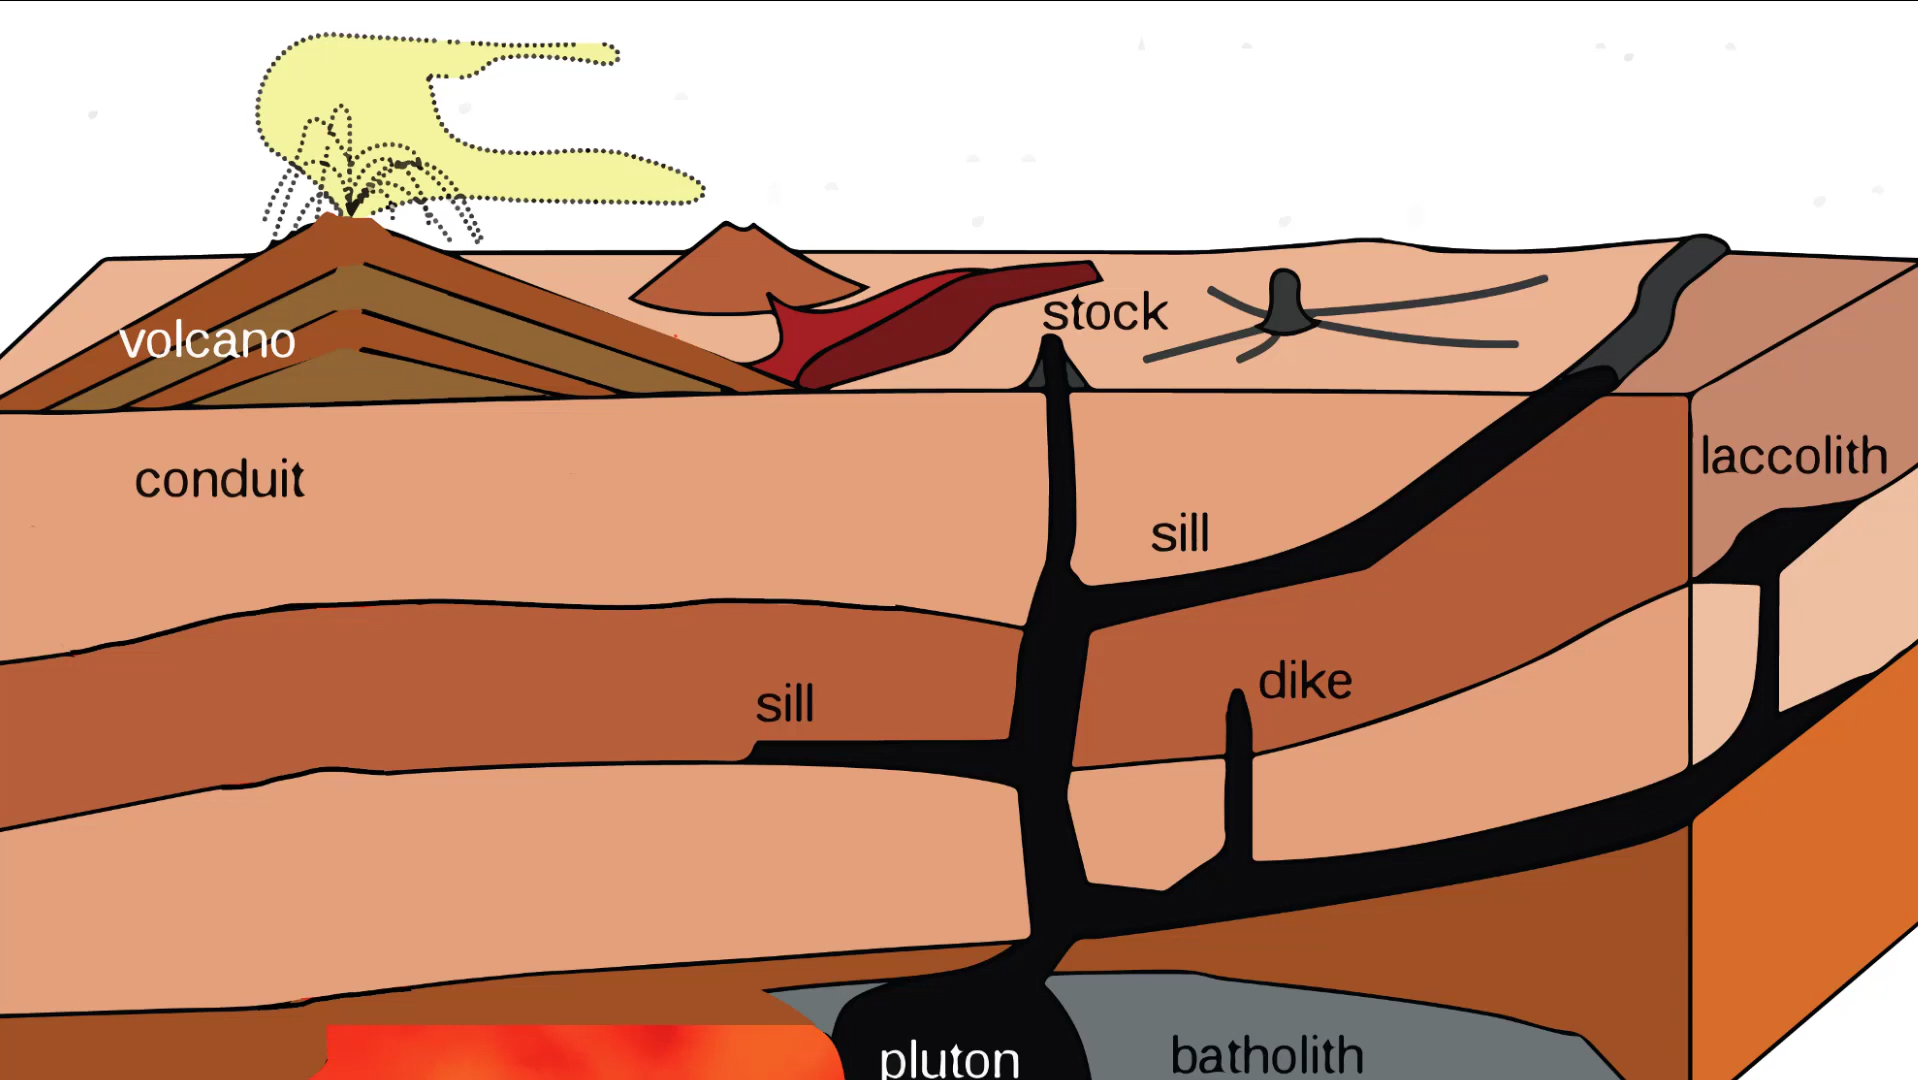 stock
volcano
laccolith
conduit
sill
dike
sill
batholith
pluton